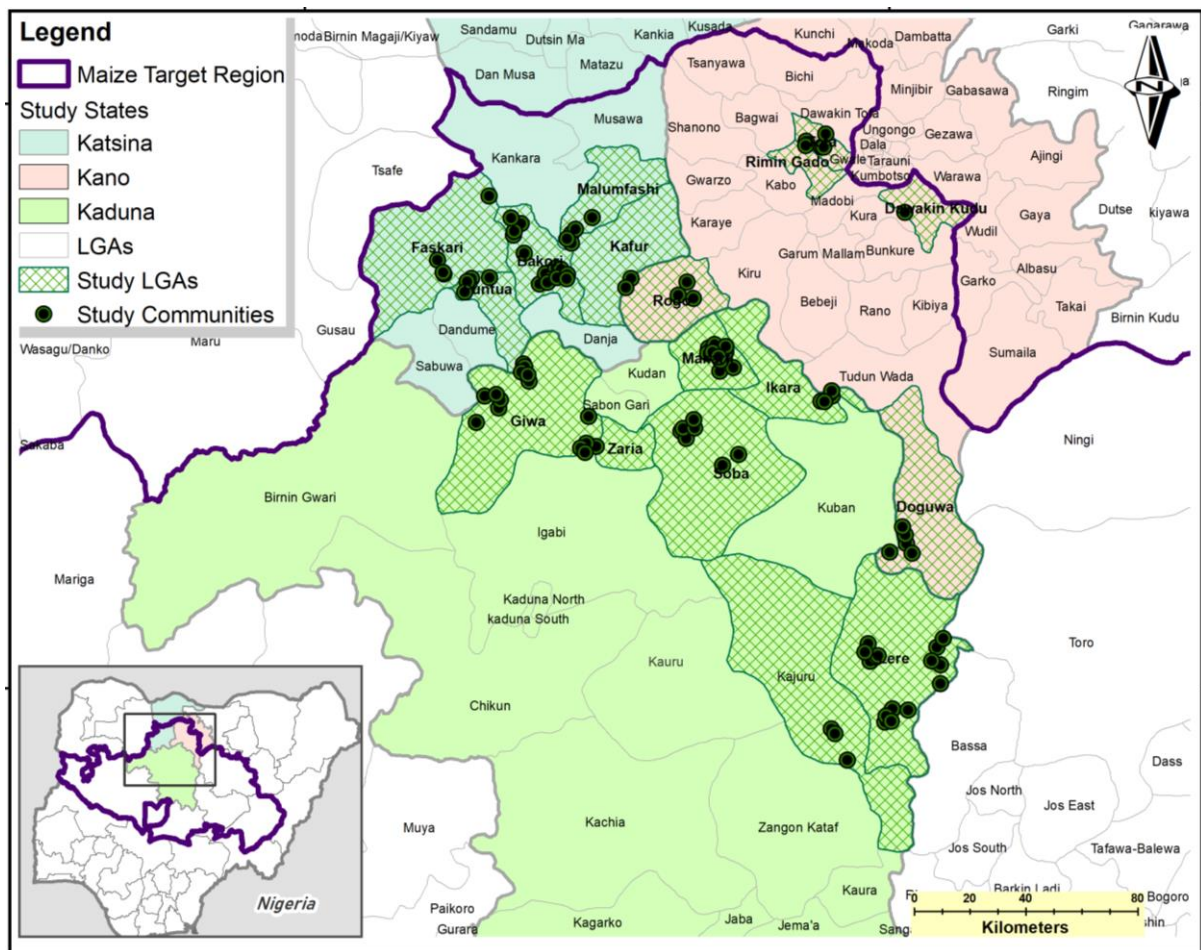 Legend
Maize Target Region
Study States
Katsina
Kano
Kaduna
LGAs
Study LGAs
Study Communities
Birnin Magaji/Kiyaw
Sandamu
Dutsin Ma
Kankia
Kusada
Kunchi
Makoda
Dambatta
Garki
Gagarawa
Dan Musa
Matazu
Tsanyawa
Bichi
Minjibir
Gabasawa
Ringim
N
Musawa
Shanono
Bagwai
Dawakin Tofa
Ungongo
Gezawa
Tsafe
Kankara
Dala
Ajingi
Rimin Gado
Gwale
Tarauni
Malumfashi
Gwarzo
Kabo
Kumbotso
Warawa
Madobi
Dawakin Kudu
Dutse
kiyawa
Karaye
Kura
Gaya
Faskari
Kafur
Wudil
Bakori
Garum Mallam
Bunkure
Kiru
Albasu
Garko
Bebeji
Rano
Kibiya
Takai
Birnin Kudu
Gusau
Dandume
Danja
Maru
Wasagu/Danko
Sabuwa
Kudan
Sumaila
Ikara
Tudun Wada
Sabon Gari
Giwa
Zaria
Ningi
Soba
Birnin Gwari
Kuban
Doguwa
Igabi
Mariga
Kaduna North
kaduna South
Toro
Kauru
Kajuru
Chikun
Bassa
Dass
Jos North
Jos East
Muya
Kachia
Zangon Kataf
Jos South
Tafawa-Balewa
Kaura
Barkin Ladi
Bogoro
Paikoro
Gurara
Kagarko
Jaba
Jema'a
Nigeria
0 10 20 40 60 80
Kilometers